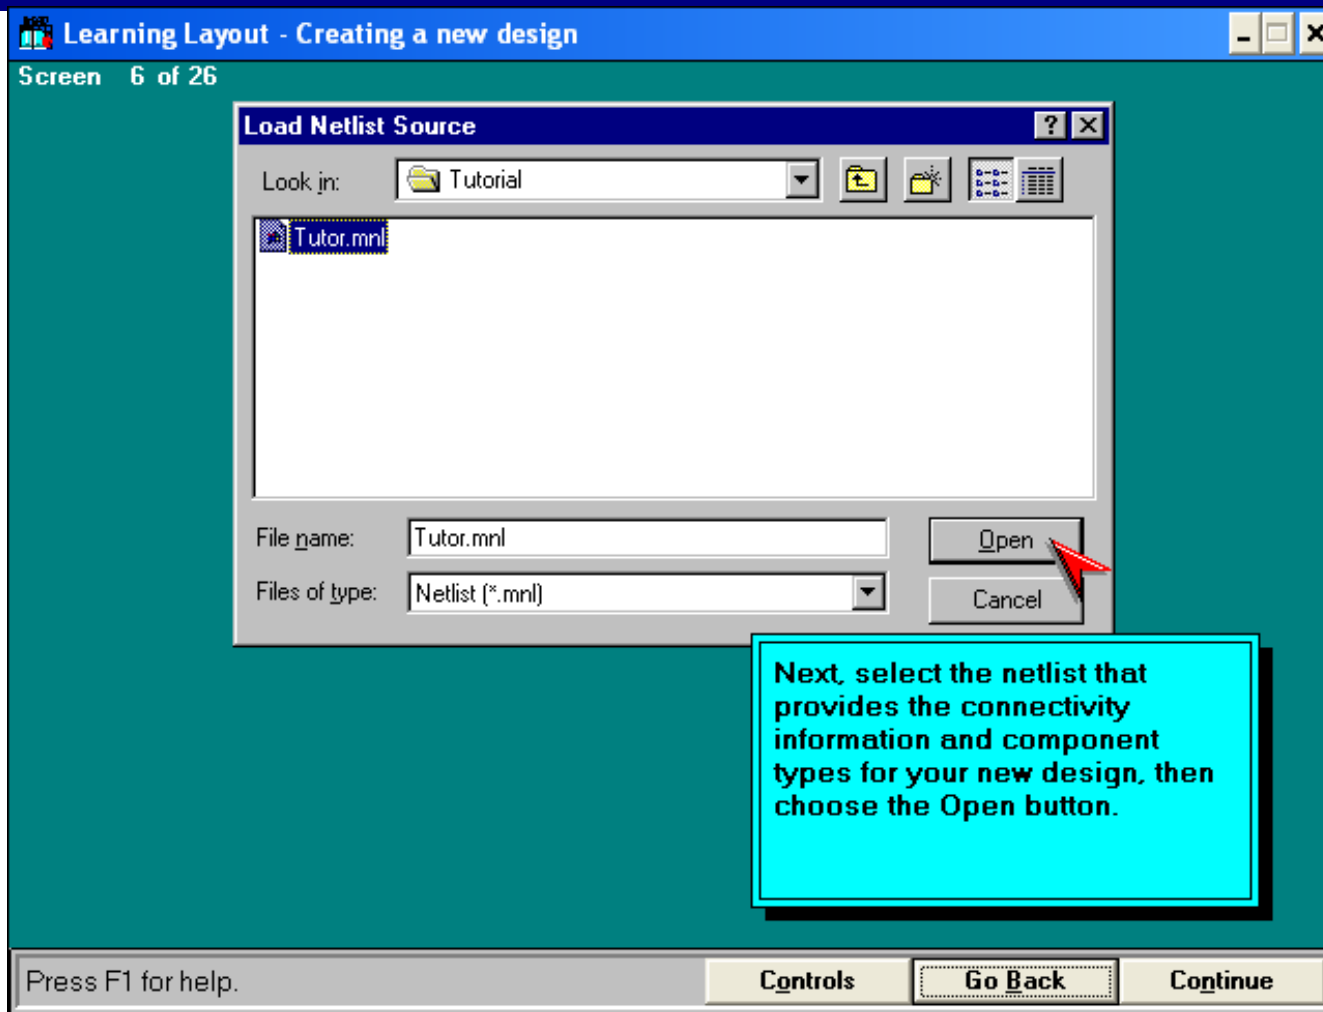 Learning Layout - Creating a new design
Screen 6 of 26
Load Netlist Source
Look in: Tutorial
Tutor.mnl
File name: Tutor.mnl
Open
Files of type: Netlist (*.mnl)
Cancel
Next, select the netlist that
provides the connectivity
information and component
types for your new design, then
choose the Open button.
Press F1 for help.
Controls Go Back Continue